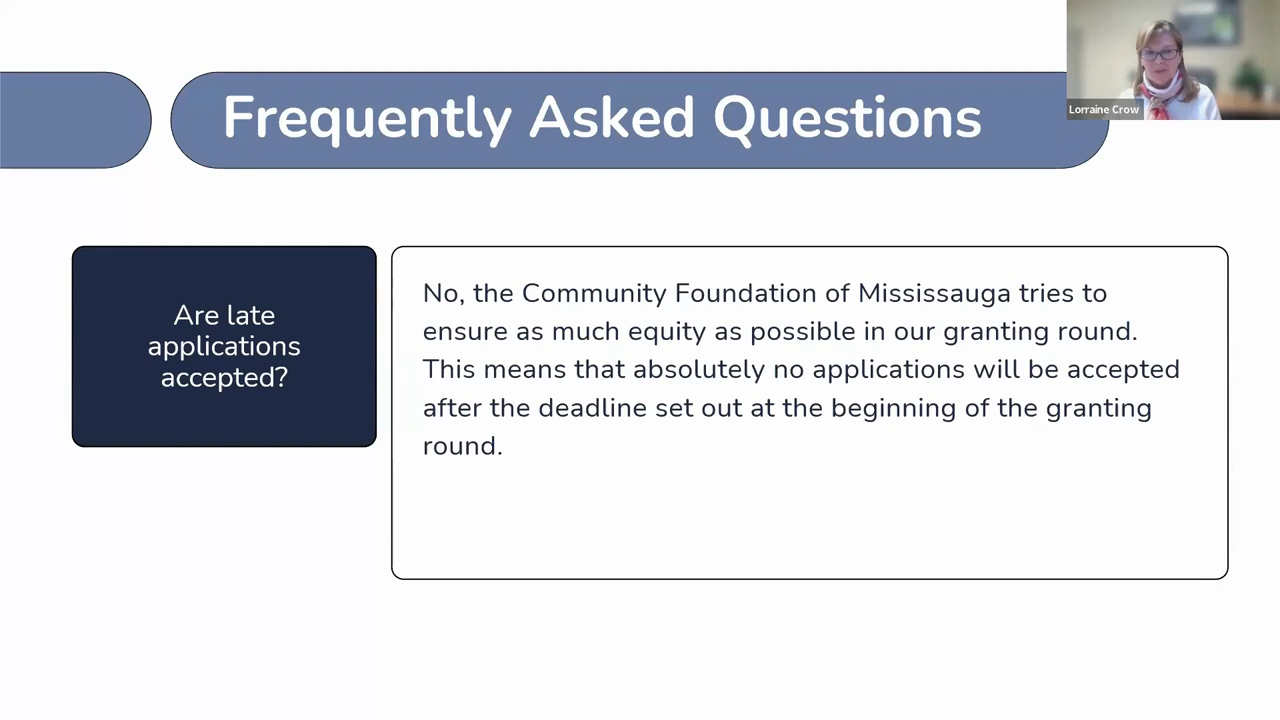 Frequently Asked Questions
Lorraine Crow
Are late
applications
accepted?
No, the Community Foundation of Mississauga tries to
ensure as much equity as possible in our granting round.
This means that absolutely no applications will be accepted
after the deadline set out at the beginning of the granting
round.